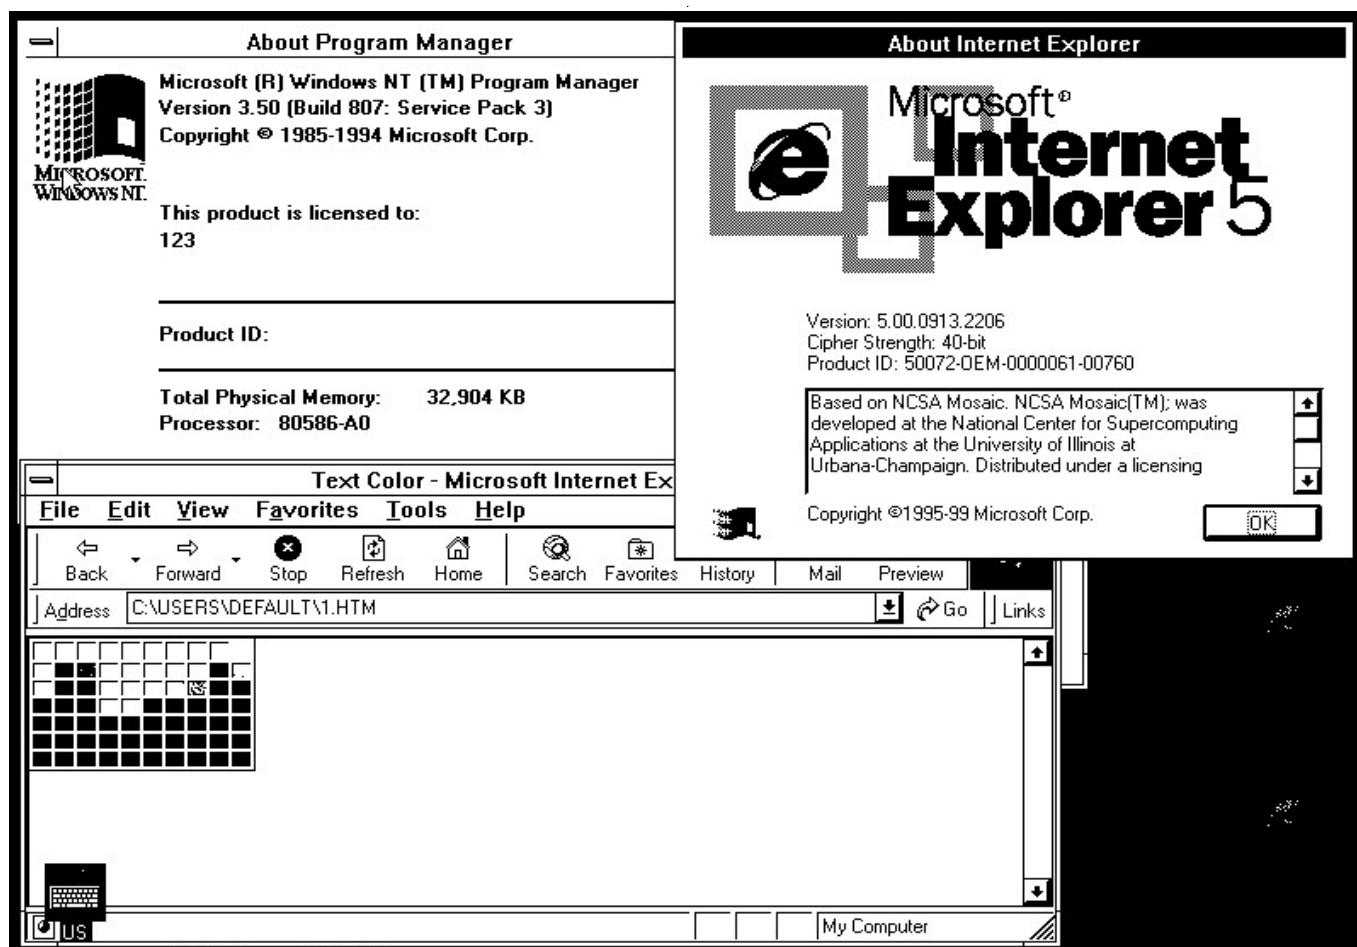 About Program Manager
Microsoft (R) Windows NT (TM) Program Manager
Version 3.50 (Build 807: Service Pack 3)
Copyright © 1985-1994 Microsoft Corp.
MICROSOFT.
WINDOWS NT.
This product is licensed to:
123
Product ID:
Total Physical Memory: 32,904 KB
Processor: 80586-A0
About Internet Explorer
Microsoft®
Internet
Explorer 5
Version: 5.00.0913.2206
Cipher Strength: 40-bit
Product ID: 50072-OEM-0000061-00760
Based on NCSA Mosaic. NCSA Mosaic(TM); was
developed at the National Center for Supercomputing
Applications at the University of Illinois at
Urbana-Champaign. Distributed under a licensing
Copyright ©1995-99 Microsoft Corp.
OK
Text Color - Microsoft Internet Ex
File Edit View Favorites Tools Help
Back Forward Stop Refresh Home Search Favorites History Mail Preview
Address C:\USERS\DEFAULT\1.HTM Go Links
US
My Computer